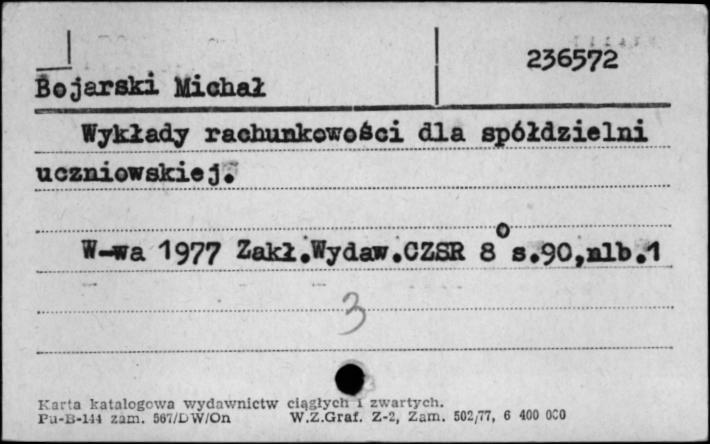 236572
Bojarski Michał
Wykłady rachunkowości dla spółdzielni
uczniowskiej.
W-wa 1977 Zakł.Wydaw.CZSR 8° s.90,nlb.1
3
Karta katalogowa wydawnictw ciągłych i zwartych.
Pu-B-144 zam. 567/DW/On W.Z.Graf. Z-2, Zam. 502/77, 6 400 000